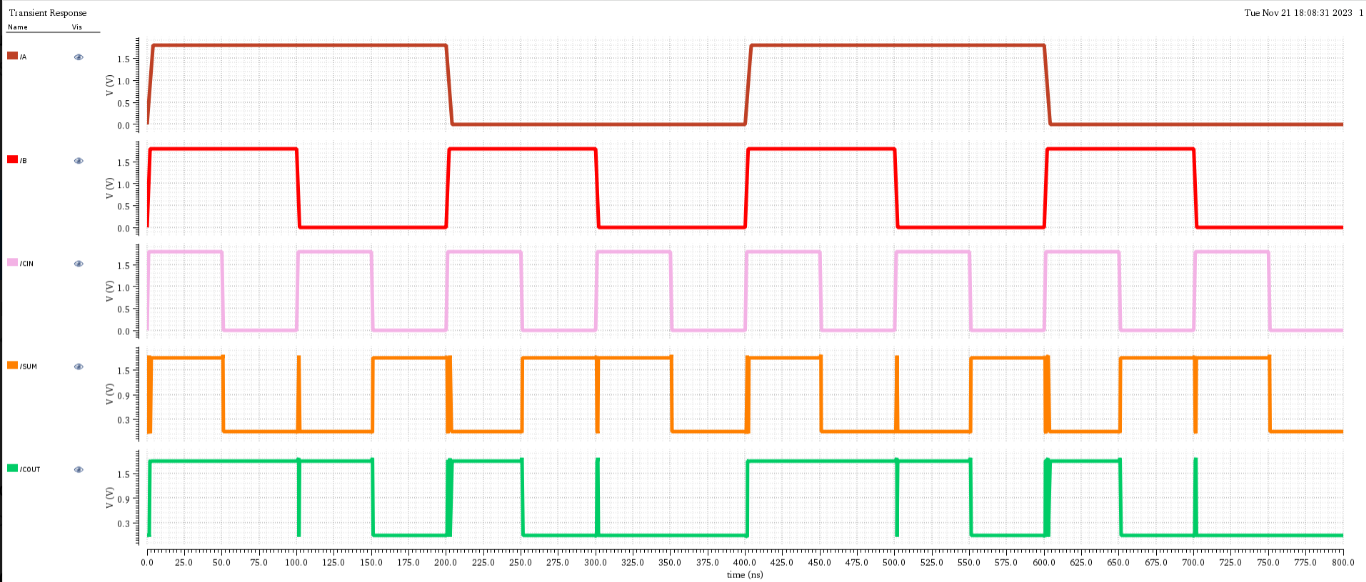 Transient Response
Tue Nov 21 18:08:31 2023 1
Name Vis
/A
V (V)
1.5
1.0
0.5
0.0
/B
V (V)
1.5
1.0
0.5
0.0
/CIN
V (V)
1.5
1.0
0.5
0.0
/SUM
V (V)
1.5
0.9
0.3
/COUT
V (V)
1.5
0.9
0.3
0.0 25.0 50.0 75.0 100.0 125.0 150.0 175.0 200.0 225.0 250.0 275.0 300.0 325.0 350.0 375.0 400.0 425.0 450.0 475.0 500.0 525.0 550.0 575.0 600.0 625.0 650.0 675.0 700.0 725.0 750.0 775.0 800.0
time (ns)